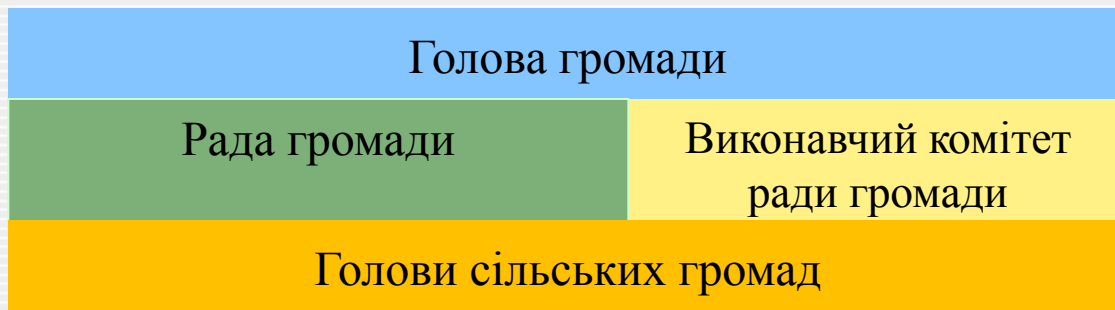 Голова громади
Рада громади
Виконавчий комітет
ради громади
Голови сільських громад